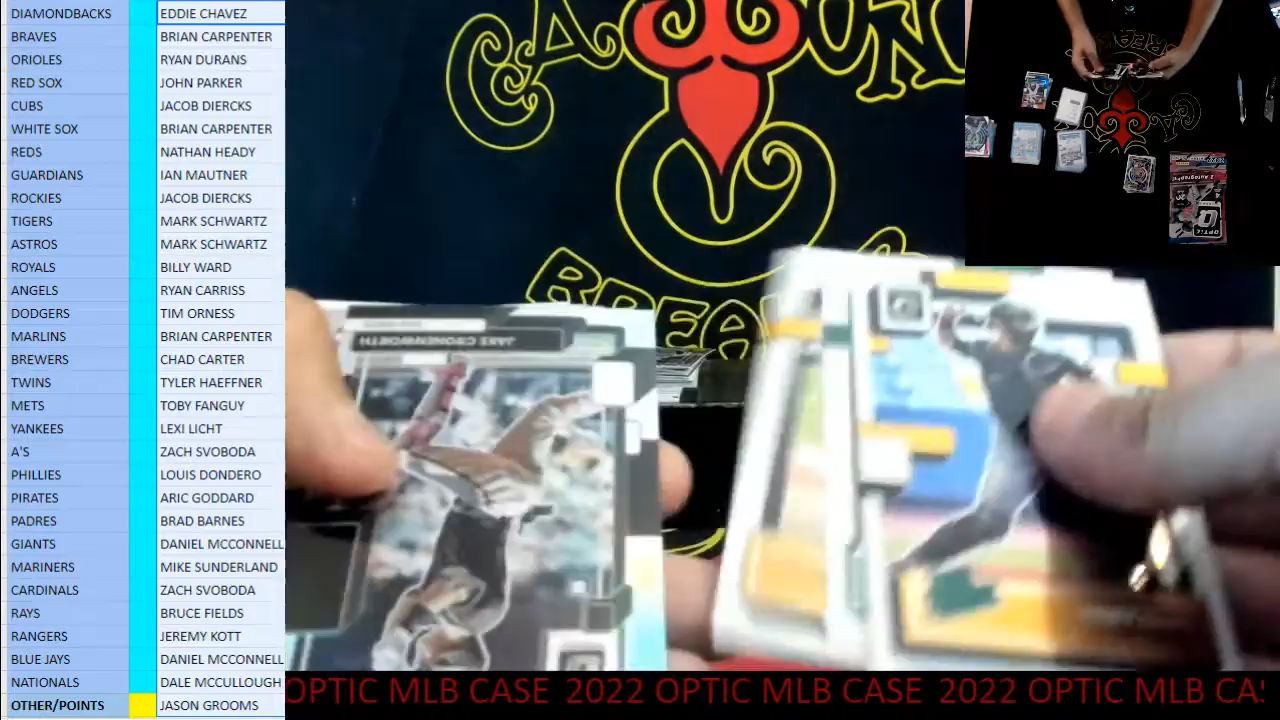 DIAMONDBACKS EDDIE CHAVEZ
BRAVES BRIAN CARPENTER
ORIOLES RYAN DURANS
RED SOX JOHN PARKER
CUBS JACOB DIERCKS
WHITE SOX BRIAN CARPENTER
REDS NATHAN HEADY
GUARDIANS IAN MAUTNER
ROCKIES JACOB DIERCKS
TIGERS MARK SCHWARTZ
ASTROS MARK SCHWARTZ
ROYALS BILLY WARD
ANGELS RYAN CARRISS
DODGERS TIM ORNESS
MARLINS BRIAN CARPENTER
BREWERS CHAD CARTER
TWINS TYLER HAEFFNER
METS TOBY FANGUY
YANKEES LEXI LICHT
A'S ZACH SVOBODA
PHILLIES LOUIS DONDERO
PIRATES ARIC GODDARD
PADRES BRAD BARNES
GIANTS DANIEL MCCONNELL
MARINERS MIKE SUNDERLAND
CARDINALS ZACH SVOBODA
RAYS BRUCE FIELDS
RANGERS JEREMY KOTT
BLUE JAYS DANIEL MCCONNELL
NATIONALS DALE MCCULLOUGH
OTHER/POINTS JASON GROOMS
JAKE CRONENWORTH
OPTIC MLB CASE 2022 OPTIC MLB CASE 2022 OPTIC MLB CA